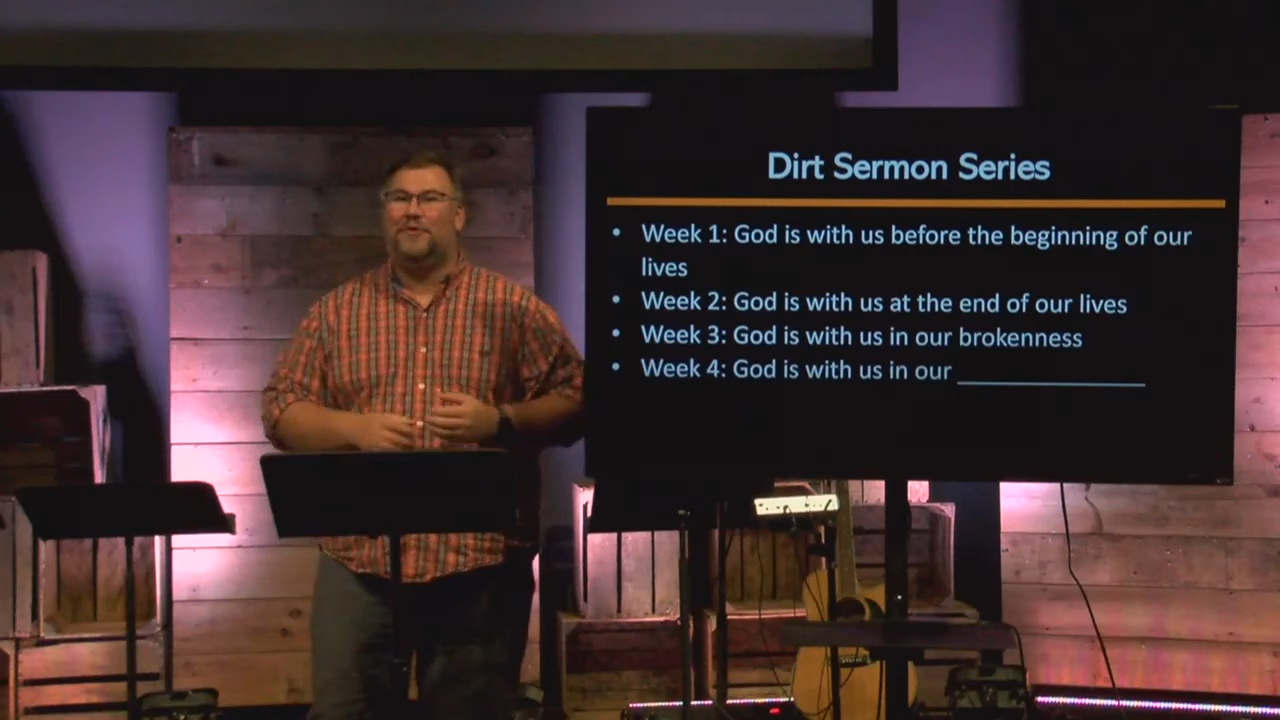 Dirt Sermon Series
• Week 1: God is with us before the beginning of our
lives
• Week 2: God is with us at the end of our lives
• Week 3: God is with us in our brokenness
• Week 4: God is with us in our ______________